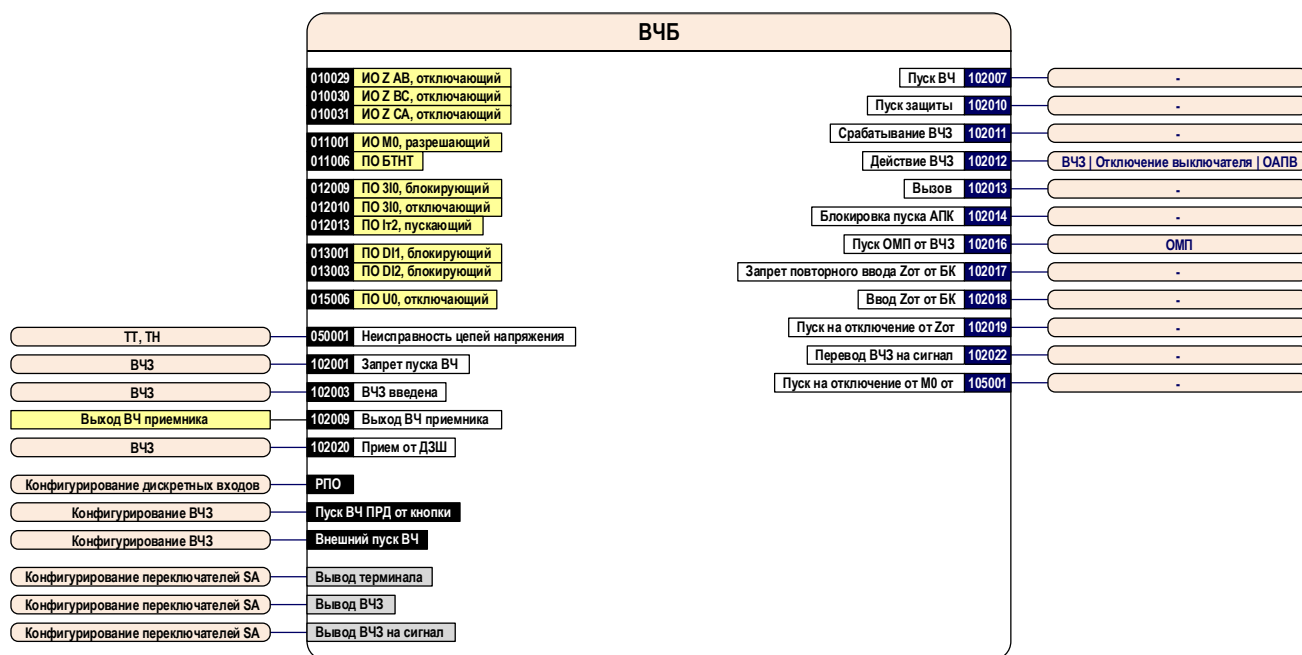 ВЧБ
010029 ИО Z АВ, отключающий
010030 ИО Z ВС, отключающий
010031 ИО Z СА, отключающий
011001 ИО М0, разрешающий
011006 ПО БТНТ
012009 ПО 3I0, блокирующий
012010 ПО 3I0, отключающий
012013 ПО Iт2, пускающий
013001 ПО DI1, блокирующий
013003 ПО DI2, блокирующий
015006 ПО U0, отключающий
ТТ, ТН 050001 Неисправность цепей напряжения
ВЧЗ 102001 Запрет пуска ВЧ
ВЧЗ 102003 ВЧЗ введена
Выход ВЧ приемника 102009 Выход ВЧ приемника
ВЧЗ 102020 Прием от ДЗШ
Конфигурирование дискретных входов РПО
Конфигурирование ВЧЗ Пуск ВЧ ПРД от кнопки
Конфигурирование ВЧЗ Внешний пуск ВЧ
Конфигурирование переключателей SA Вывод терминала
Конфигурирование переключателей SA Вывод ВЧЗ
Конфигурирование переключателей SA Вывод ВЧЗ на сигнал
Пуск ВЧ 102007 -
Пуск защиты 102010 -
Срабатывание ВЧЗ 102011 -
Действие ВЧЗ 102012 ВЧЗ | Отключение выключателя | ОАПВ
Вызов 102013 -
Блокировка пуска АПК 102014 -
Пуск ОМП от ВЧЗ 102016 ОМП
Запрет повторного ввода Zот от БК 102017 -
Ввод Zот от БК 102018 -
Пуск на отключение от Zот 102019 -
Перевод ВЧЗ на сигнал 102022 -
Пуск на отключение от М0 от 105001 -